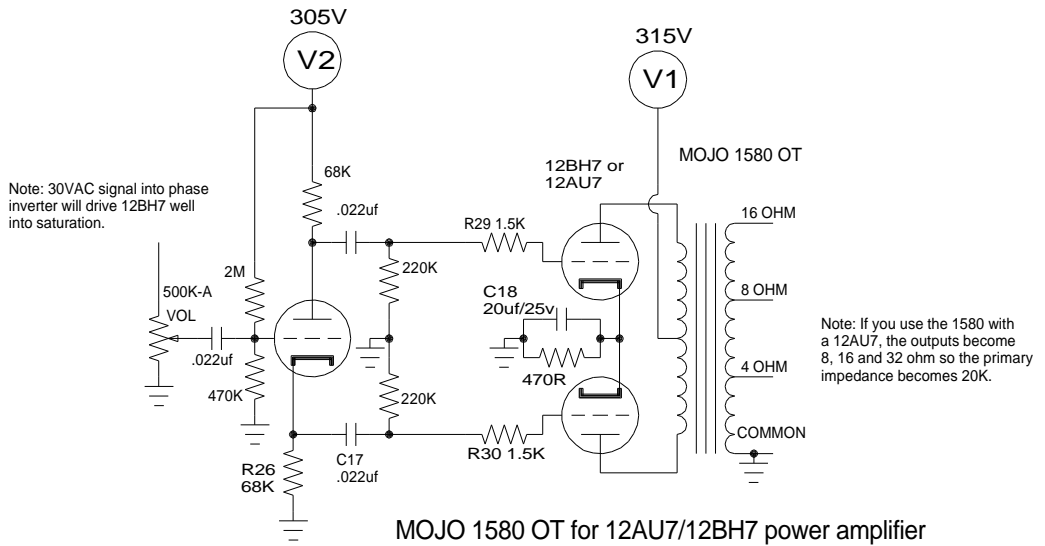 305V
V2
315V
V1
68K
12BH7 or
12AU7
MOJO 1580 OT
Note: 30VAC signal into phase
inverter will drive 12BH7 well
into saturation.
.022uf
R29 1.5K
16 OHM
2M
220K
500K-A
VOL
C18
20uf/25v
8 OHM
Note: If you use the 1580 with
a 12AU7, the outputs become
8, 16 and 32 ohm so the primary
impedance becomes 20K.
.022uf
470R
4 OHM
470K
220K
COMMON
R26
68K
C17
.022uf
R30 1.5K
MOJO 1580 OT for 12AU7/12BH7 power amplifier